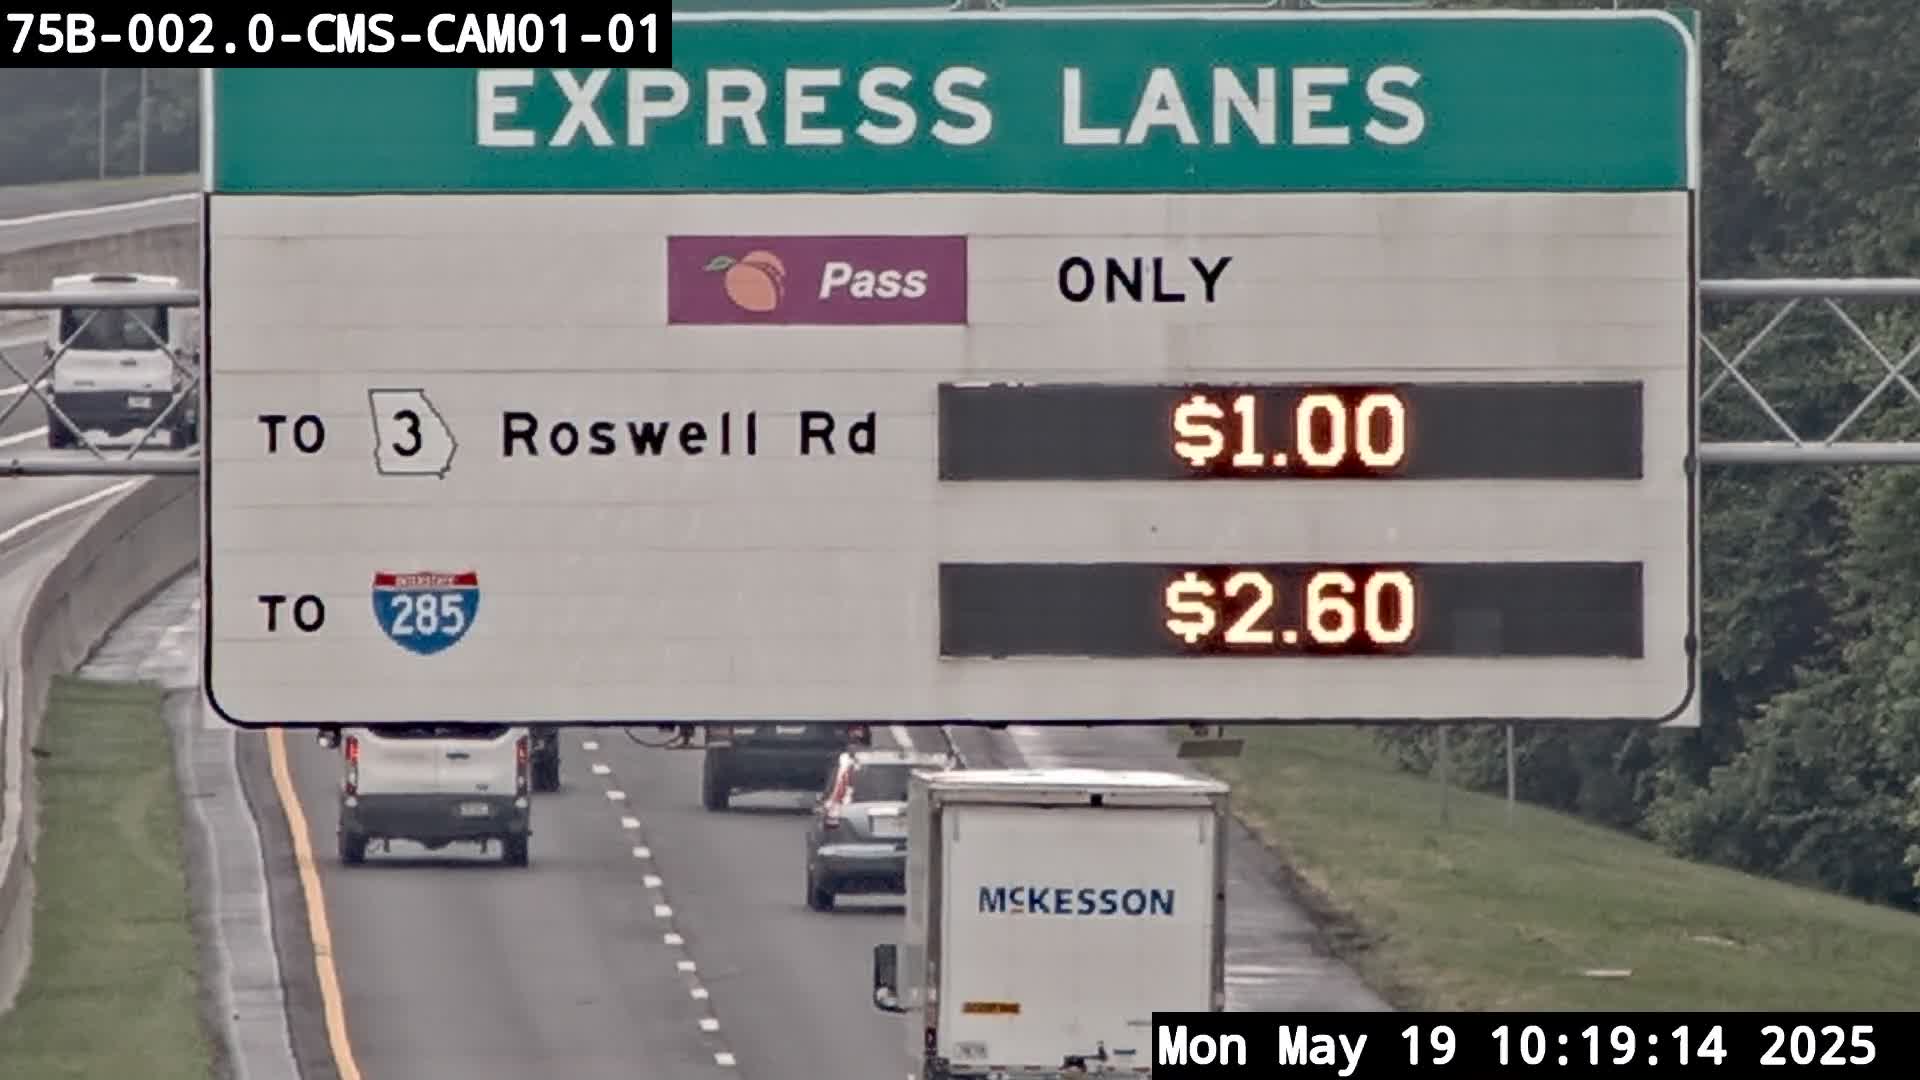 75B-002.0-CMS-CAM01-01
EXPRESS LANES
Pass ONLY
TO 3 Roswell Rd $1.00
INTERSTATE
TO 285 $2.60
McKESSON
Mon May 19 10:19:14 2025